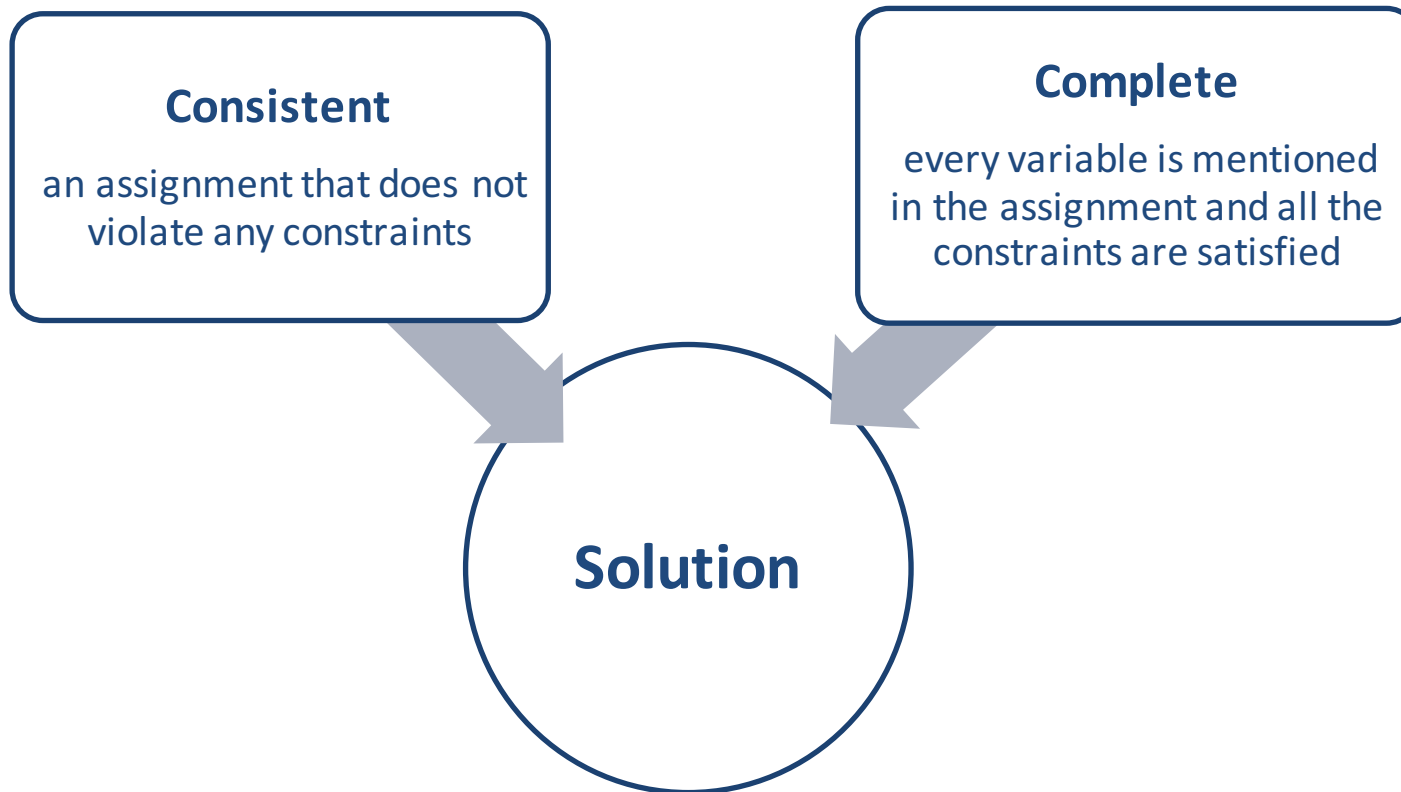 Consistent
an assignment that does not
violate any constraints
Complete
every variable is mentioned
in the assignment and all the
constraints are satisfied
Solution